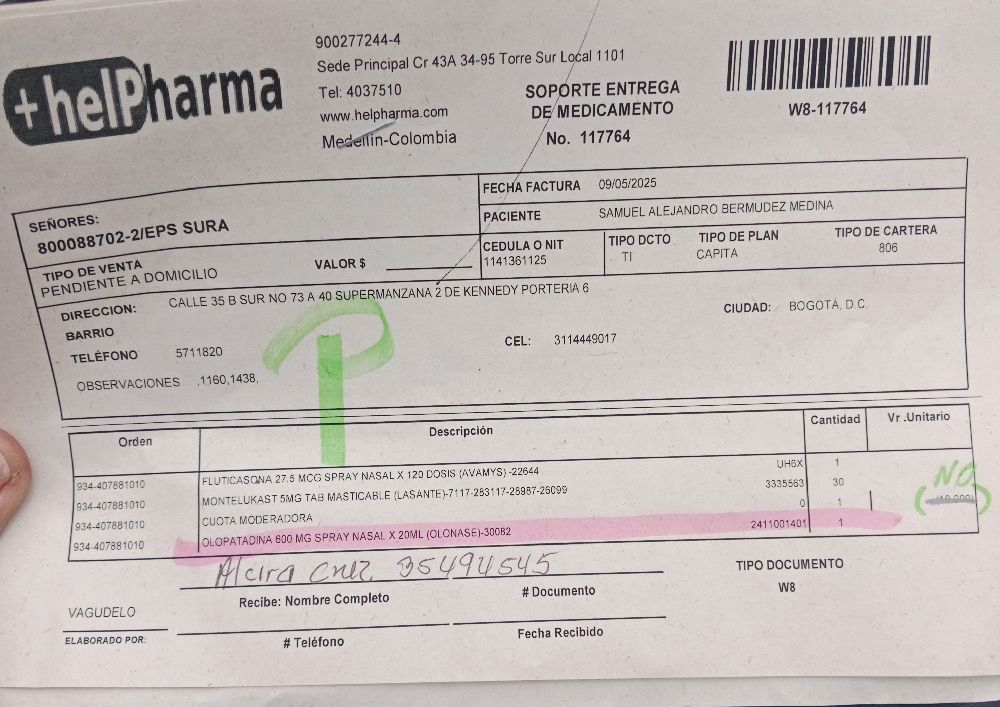 +helPharma
900277244-4
Sede Principal Cr 43A 34-95 Torre Sur Local 1101
Tel: 4037510
www.helpharma.com
Medellín-Colombia
SOPORTE ENTREGA
DE MEDICAMENTO
No. 117764
W8-117764
SEÑORES:
800088702-2/EPS SURA
FECHA FACTURA 09/05/2025
PACIENTE SAMUEL ALEJANDRO BERMUDEZ MEDINA
TIPO DE VENTA
PENDIENTE A DOMICILIO
VALOR $
CEDULA O NIT
1141361125
TIPO DCTO
TI
TIPO DE PLAN
CAPITA
TIPO DE CARTERA
806
DIRECCION: CALLE 35 B SUR NO 73 A 40 SUPERMANZANA 2 DE KENNEDY PORTERIA 6
CIUDAD: BOGOTÁ, D.C.
BARRIO
TELÉFONO 5711820
CEL: 3114449017
OBSERVACIONES ,1160,1438,
P
Orden Descripción Cantidad Vr .Unitario
934-407881010 FLUTICASONA 27.5 MCG SPRAY NASAL X 120 DOSIS (AVAMYS) -22644 UH6X 1
934-407881010 MONTELUKAST 5MG TAB MASTICABLE (LASANTE)-7117-283117-26987-26099 3335563 30
934-407881010 CUOTA MODERADORA 0 1
NO
934-407881010 OLOPATADINA 600 MG SPRAY NASAL X 20ML (OLONASE)-30082 2411001401 1
Alcira Cruz 35494545
Recibe: Nombre Completo # Documento
TIPO DOCUMENTO
W8
VAGUDELO
ELABORADO POR:
# Teléfono Fecha Recibido